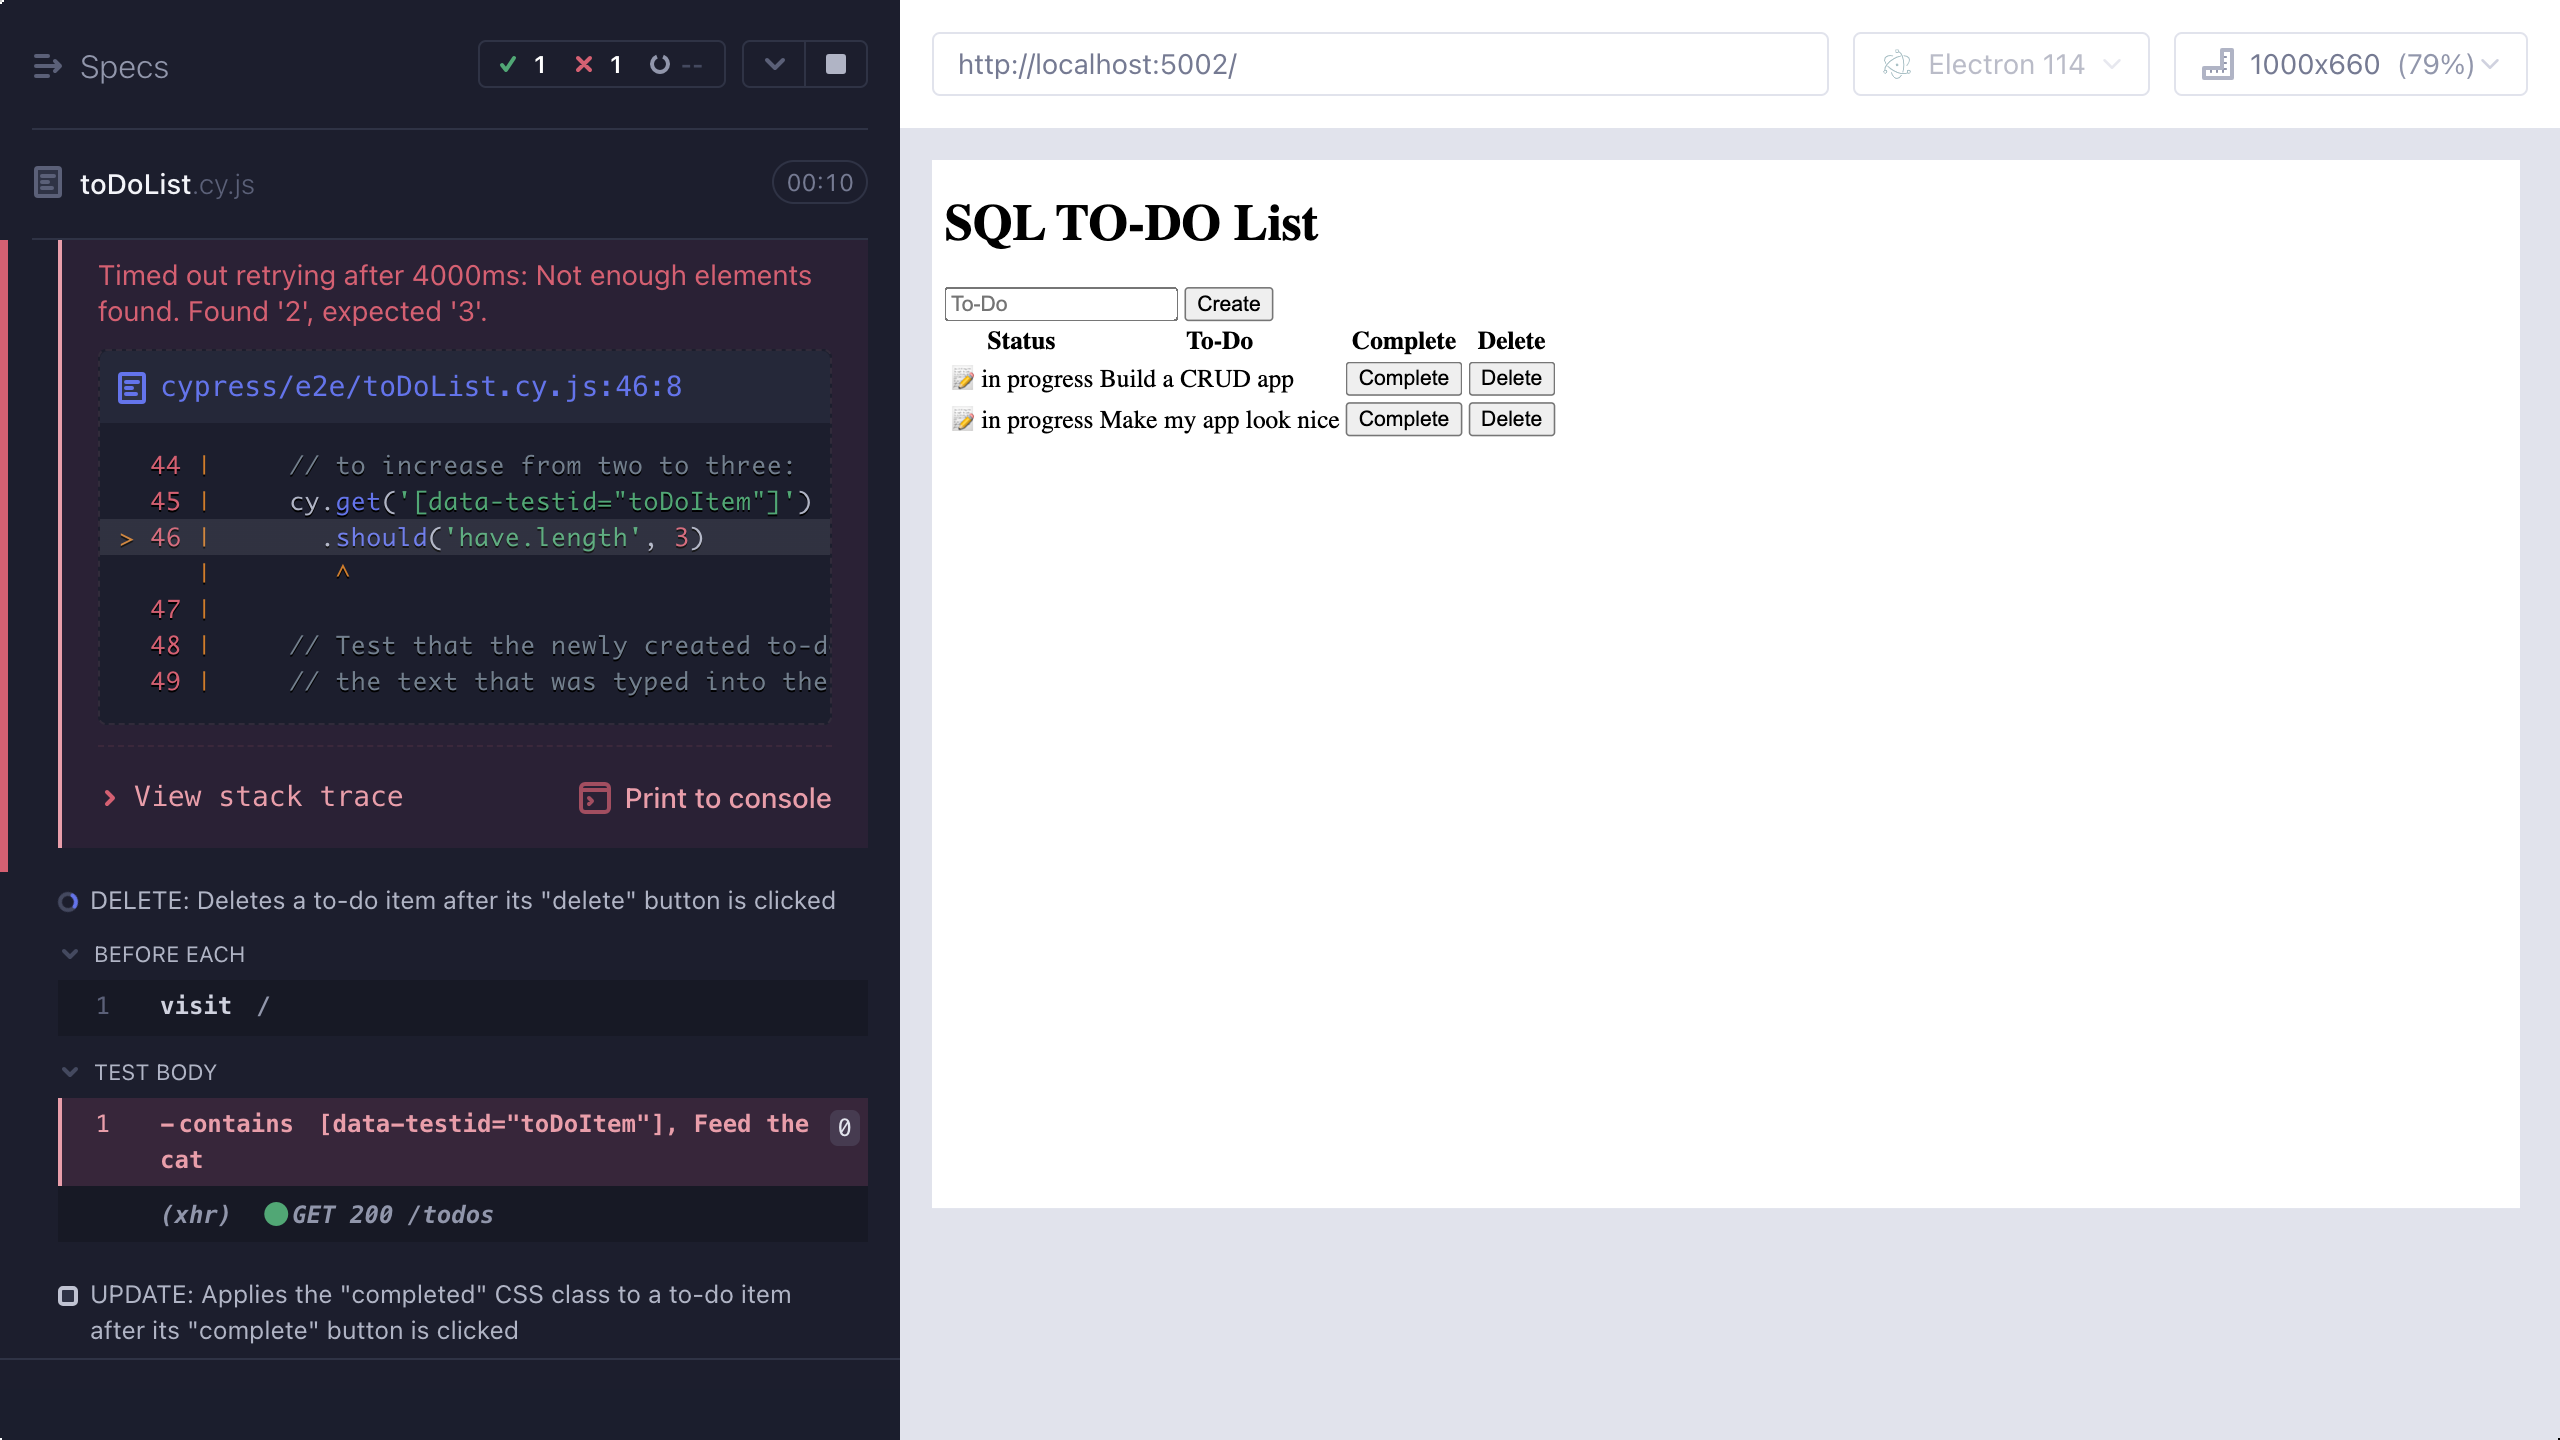 Specs
1 1 --
toDoList.cy.js 00:10
Timed out retrying after 4000ms: Not enough elements
found. Found '2', expected '3'.
cypress/e2e/toDoList.cy.js:46:8
44 | // to increase from two to three:
45 | cy.get('[data-testid="toDoItem"]')
> 46 | .should('have.length', 3)
| ^
47 |
48 | // Test that the newly created to-d
49 | // the text that was typed into the
View stack trace Print to console
DELETE: Deletes a to-do item after its "delete" button is clicked
BEFORE EACH
1 visit /
TEST BODY
1 -contains [data-testid="toDoItem"], Feed the 0
cat
(xhr) GET 200 /todos
UPDATE: Applies the "completed" CSS class to a to-do item
after its "complete" button is clicked
http://localhost:5002/ Electron 114 1000x660 (79%)
SQL TO-DO List
To-Do Create
Status To-Do Complete Delete
📝 in progress Build a CRUD app Complete Delete
📝 in progress Make my app look nice Complete Delete